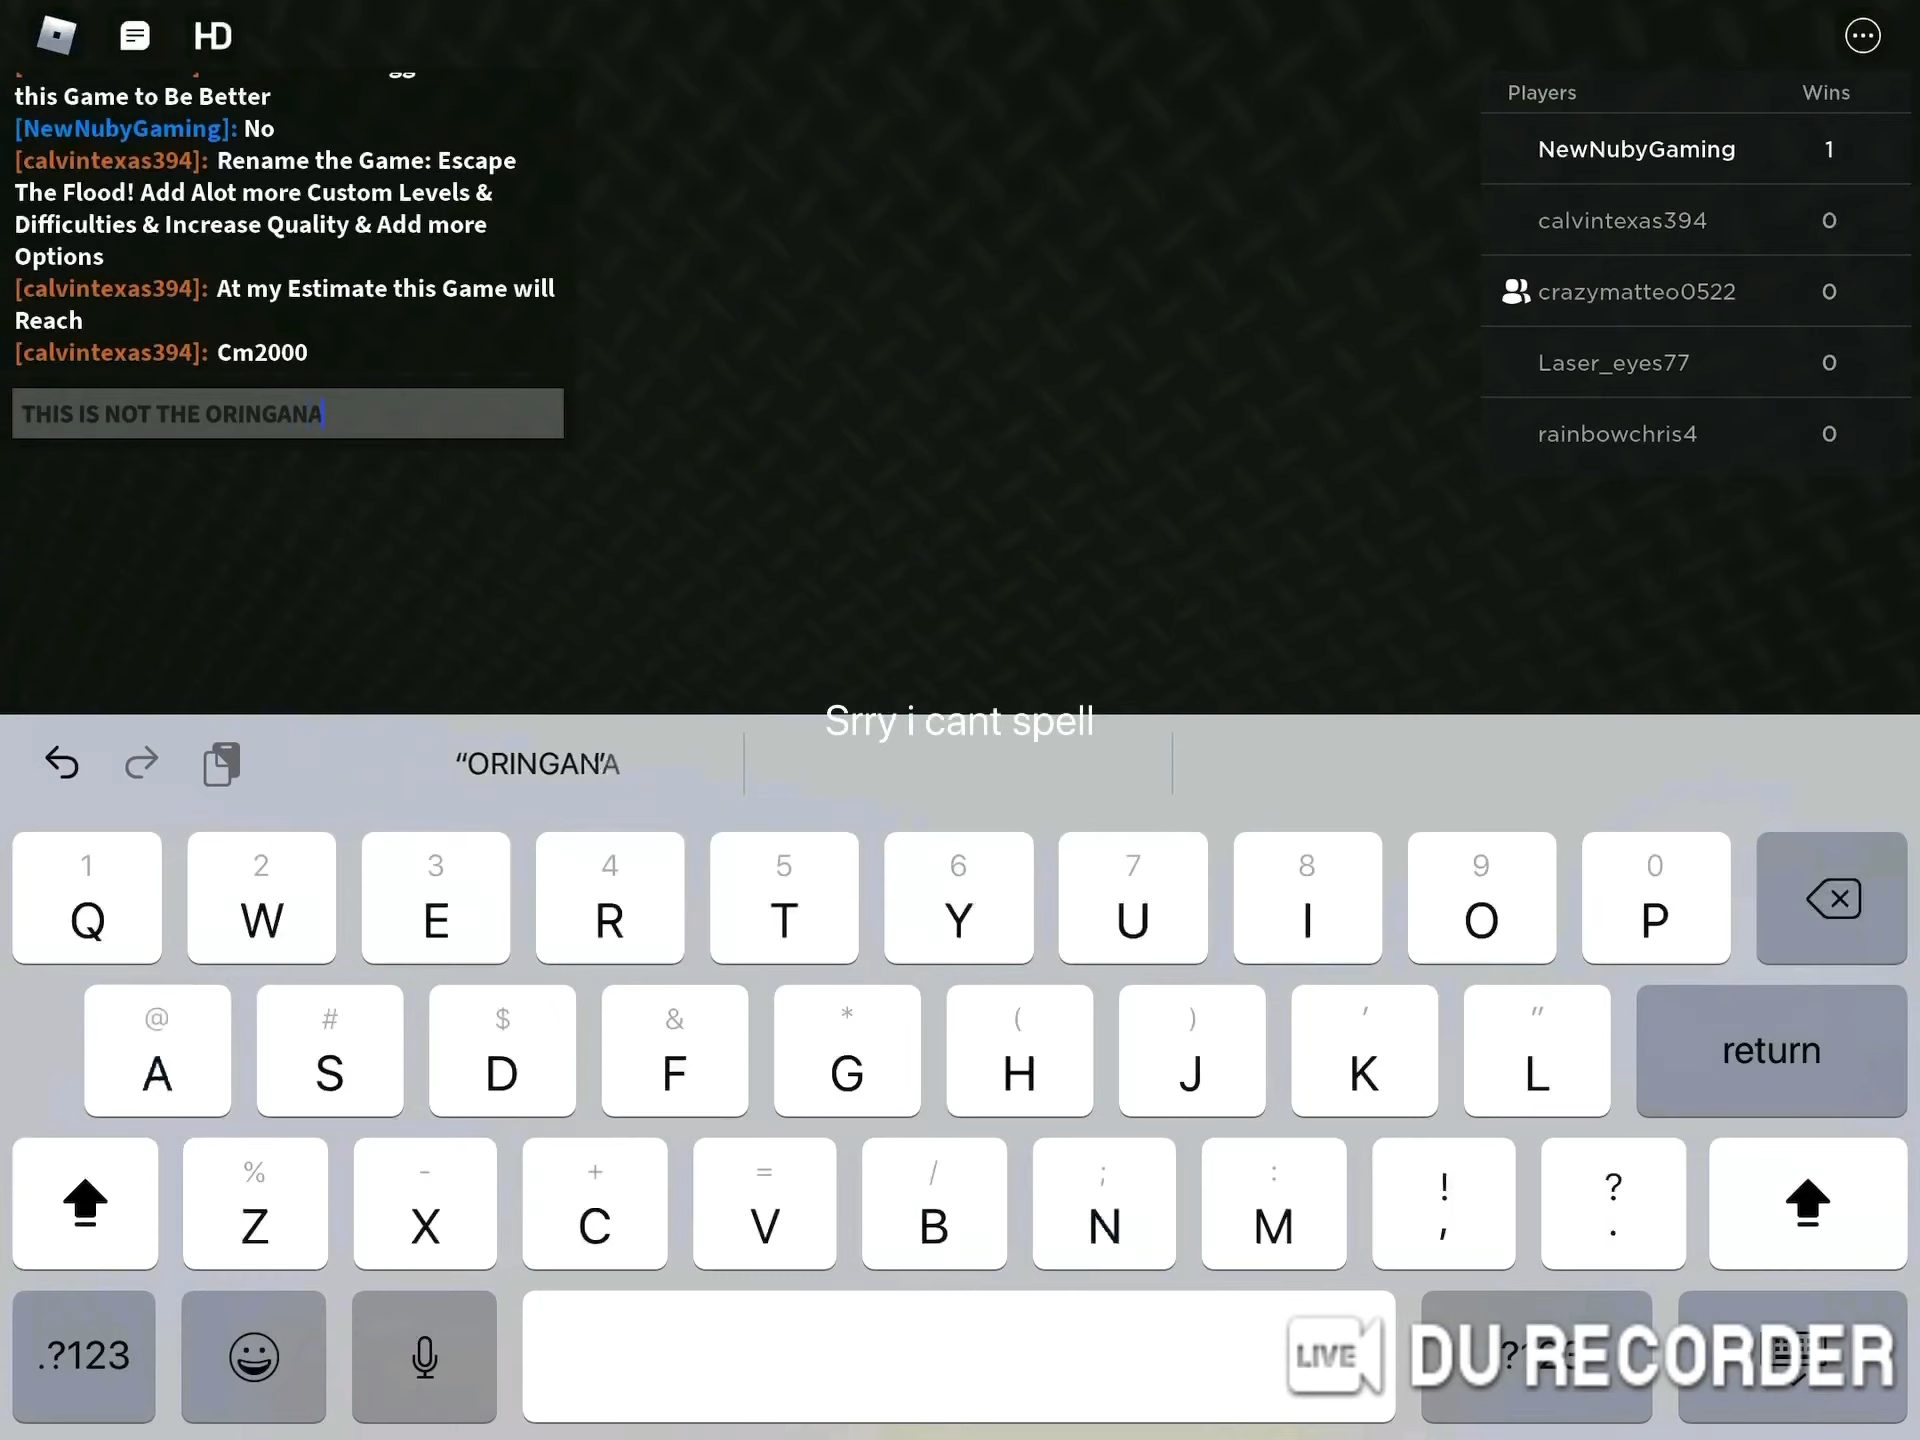 HD
this Game to Be Better
[NewNubyGaming]: No
[calvintexas394]: Rename the Game: Escape
The Flood! Add Alot more Custom Levels &
Difficulties & Increase Quality & Add more
Options
[calvintexas394]: At my Estimate this Game will
Reach
[calvintexas394]: Cm2000
THIS IS NOT THE ORINGANA
Players Wins
NewNubyGaming 1
calvintexas394 0
crazymatteo0522 0
Laser_eyes77 0
rainbowchris4 0
Srry i cant spell
“ORINGAN’A
1 2 3 4 5 6 7 8 9 0
Q W E R T Y U I O P
@ # $ & * ( ) ' "
A S D F G H J K L return
% - + = / ; : ! ?
Z X C V B N M , .
.?123
LIVE DU RECORDER